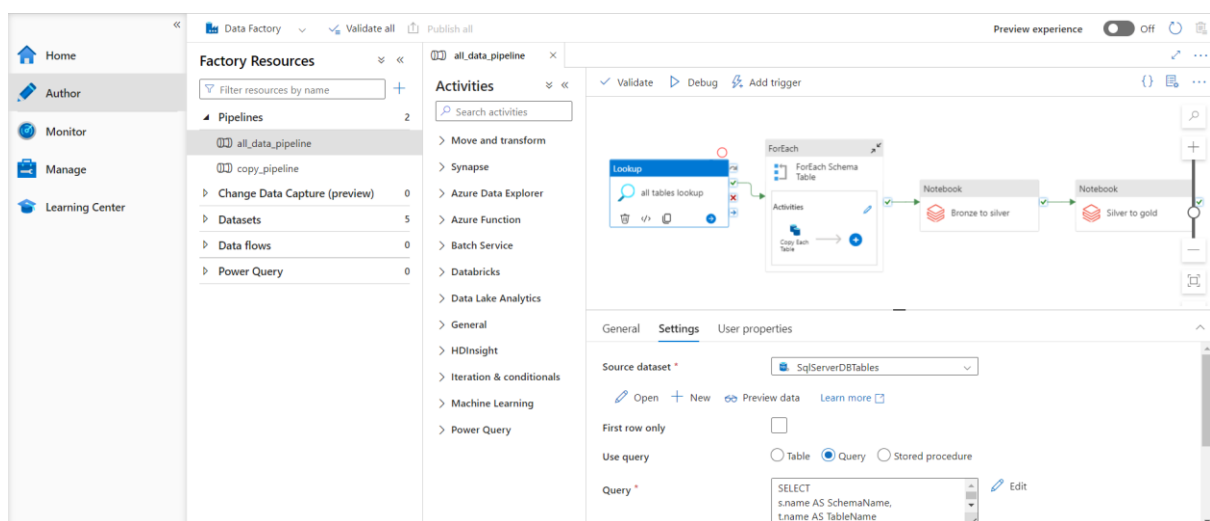 Data Factory
Validate all
Publish all
Preview experience
Off
Home
Author
Monitor
Manage
Learning Center
Factory Resources
Filter resources by name
Pipelines 2
all_data_pipeline
copy_pipeline
Change Data Capture (preview) 0
Datasets 5
Data flows 0
Power Query 0
all_data_pipeline
Activities
Search activities
Move and transform
Synapse
Azure Data Explorer
Azure Function
Batch Service
Databricks
Data Lake Analytics
General
HDInsight
Iteration & conditionals
Machine Learning
Power Query
Validate
Debug
Add trigger
Lookup
all tables lookup
ForEach
ForEach Schema
Table
Activities
Copy Each
Table
Notebook
Bronze to silver
Notebook
Silver to gold
General
Settings
User properties
Source dataset *
SqlServerDBTables
Open
New
Preview data
Learn more
First row only
Use query
Table
Query
Stored procedure
Query *
SELECT
s.name AS SchemaName,
t.name AS TableName
Edit